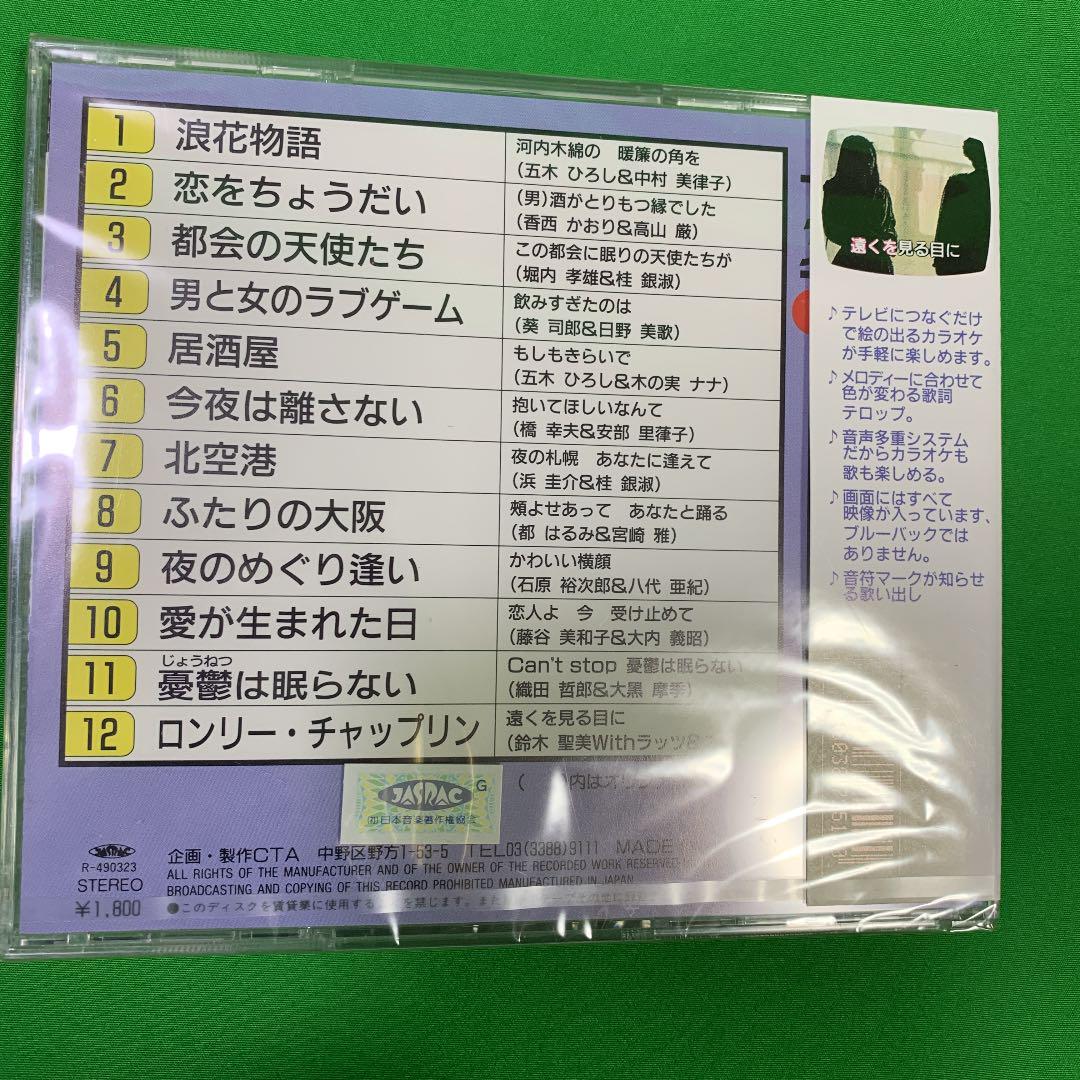 1 浪花物語
河内木綿の 暖簾の角を
(五木 ひろし&中村 美律子)
2 恋をちょうだい
(男)酒がとりもつ縁でした
(香西 かおり&高山 厳)
3 都会の天使たち
この都会に眠りの天使たちが
(堀内 孝雄&桂 銀淑)
4 男と女のラブゲーム
飲みすぎたのは
(葵 司郎&日野 美歌)
5 居酒屋
もしもきらいで
(五木 ひろし&木の実 ナナ)
6 今夜は離さない
抱いてほしいなんて
(橋 幸夫&安部 里葎子)
7 北空港
夜の札幌 あなたに逢えて
(浜 圭介&桂 銀淑)
8 ふたりの大阪
頬よせあって あなたと踊る
(都 はるみ&宮崎 雅)
9 夜のめぐり逢い
かわいい横顔
(石原 裕次郎&八代 亜紀)
10 愛が生まれた日
恋人よ 今 受け止めて
(藤谷 美和子&大内 義昭)
じょうねつ
11 憂鬱は眠らない
Can't stop 憂鬱は眠らない
(織田 哲郎&大黒 摩季)
12 ロンリー・チャップリン
遠くを見る目に
(鈴木 聖美Withラッツ&
( )内はオリ
JASRAC G
日本音楽著作権協会
JASRAC
R-490323
STEREO
¥1,800
企画・製作CTA 中野区野方1-53-5 TEL03(3388)9111 MADE
ALL RIGHTS OF THE MANUFACTURER AND OF THE OWNER OF THE RECORDED WORK RESERVED
BROADCASTING AND COPYING OF THIS RECORD PROHIBITED MANUFACTURED IN JAPAN
●このディスクを賃貸業に使用する を禁じます。また
遠くを見る目に
♪テレビにつなぐだけ
で絵の出るカラオケ
が手軽に楽しめます。
♪メロディーに合わせて
色が変わる歌詞
テロップ。
♪音声多重システム
だからカラオケも
歌も楽しめる。
♪画面にはすべて
映像が入っています、
ブルーバックでは
ありません。
♪音符マークが知らせ
る歌い出し